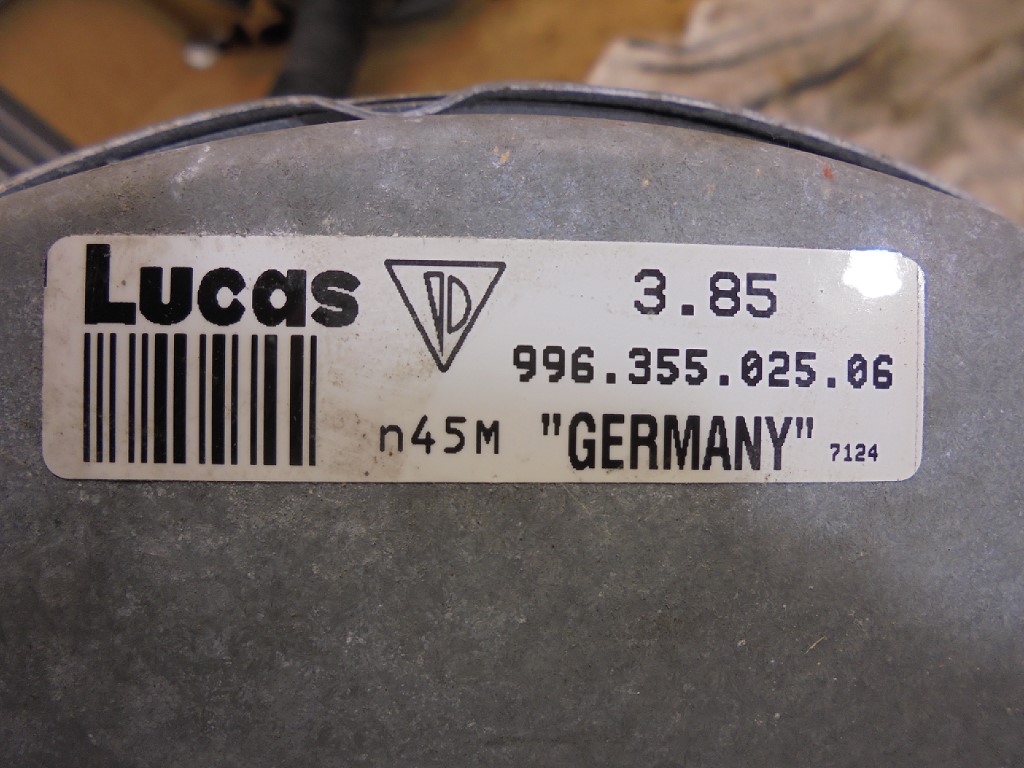 Lucas
3.85
996.355.025.06
n45M "GERMANY" 7124